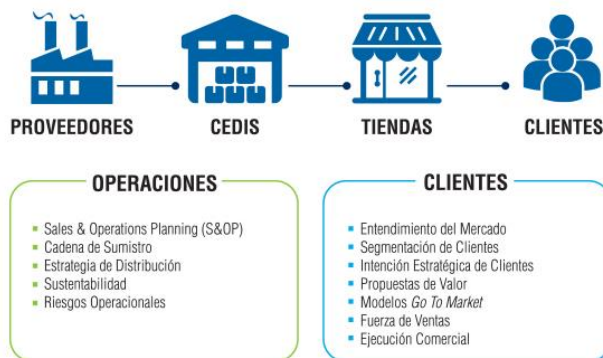 PROVEEDORES
CEDIS
TIENDAS
CLIENTES
OPERACIONES
Sales & Operations Planning (S&OP)
Cadena de Sumistro
Estrategia de Distribución
Sustentabilidad
Riesgos Operacionales
CLIENTES
Entendimiento del Mercado
Segmentación de Clientes
Intención Estratégica de Clientes
Propuestas de Valor
Modelos Go To Market
Fuerza de Ventas
Ejecución Comercial